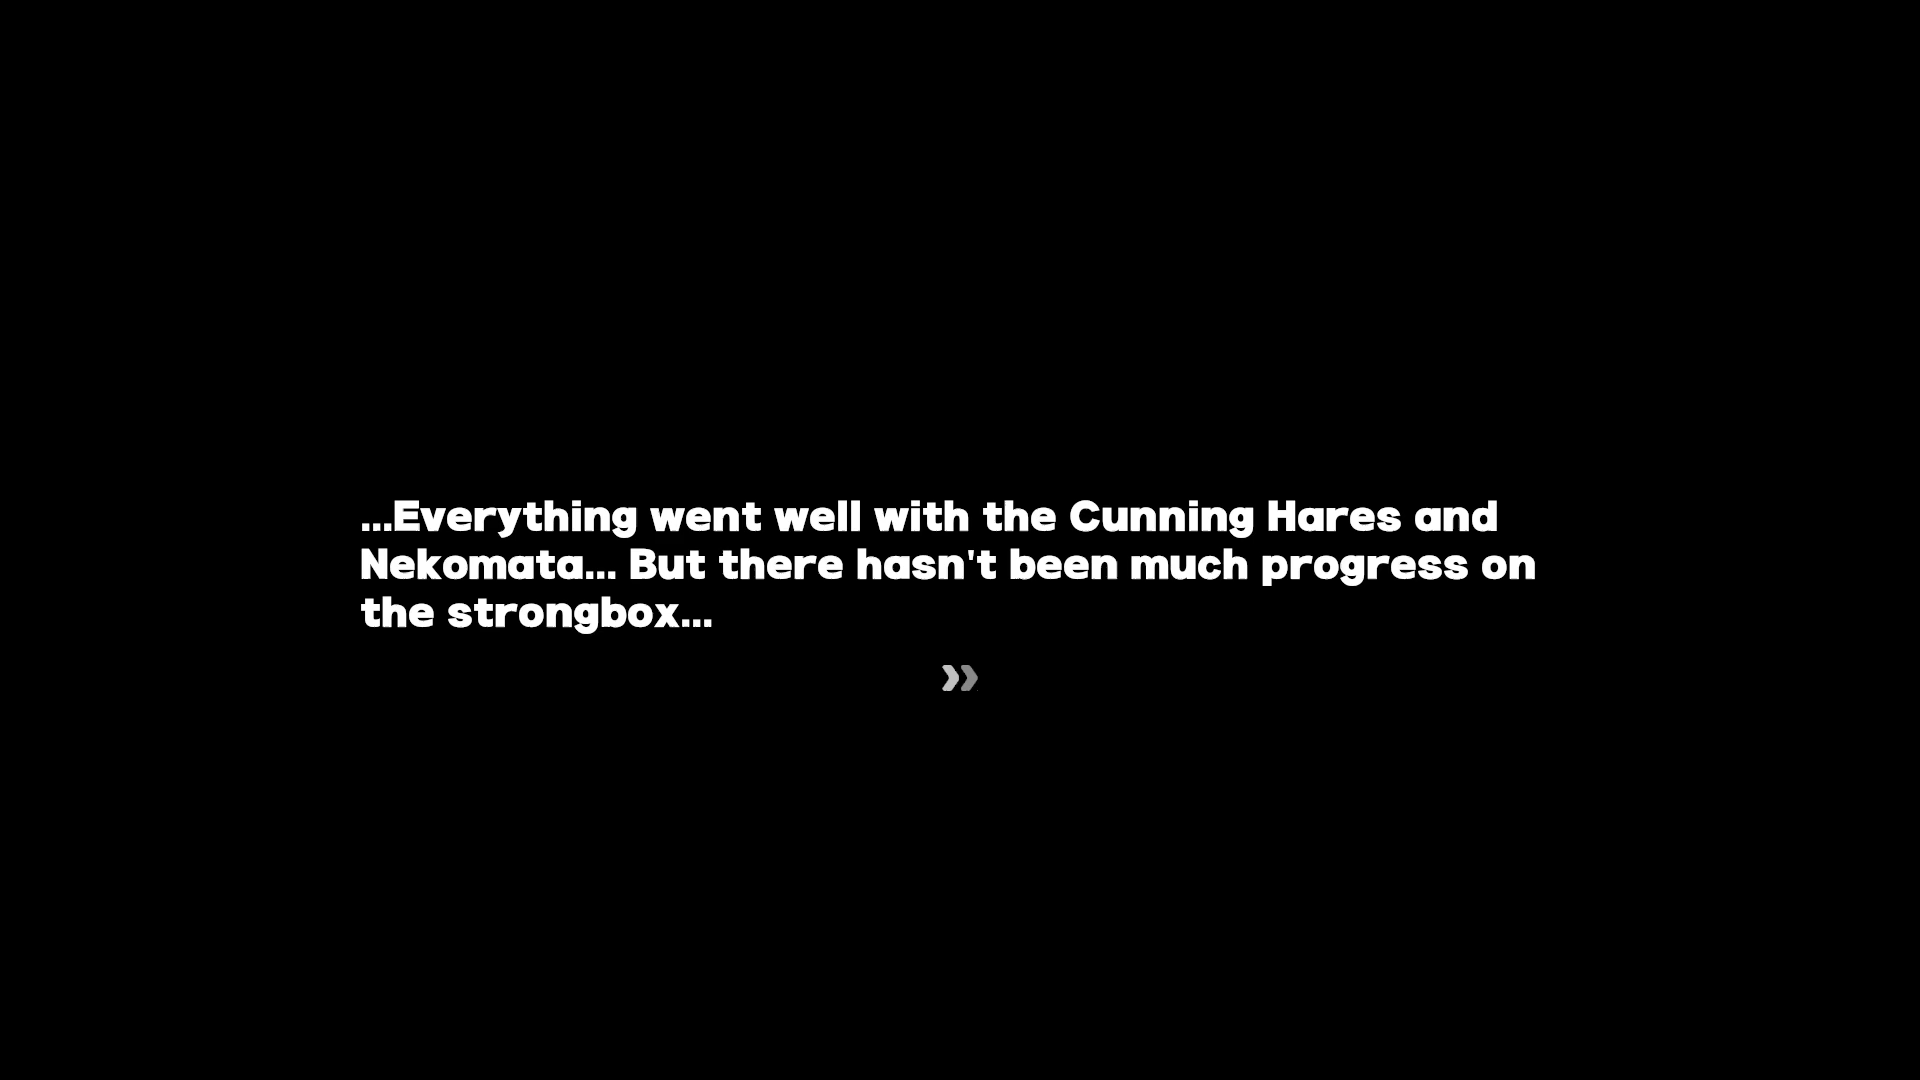 ...Everything went well with the Cunning Hares and
Nekomata... But there hasn't been much progress on
the strongbox...